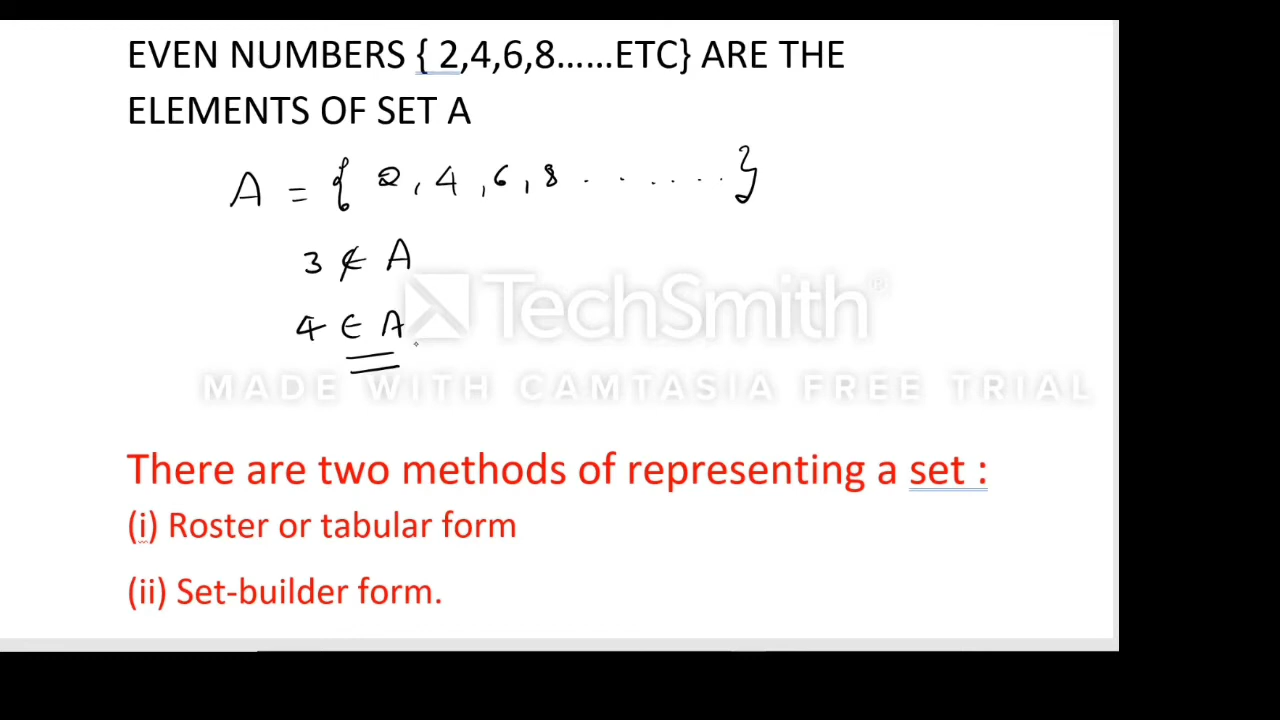 EVEN NUMBERS { 2,4,6,8......ETC} ARE THE
ELEMENTS OF SET A
A = { 2, 4, 6, 8 . . . . . . . }
3 ∉ A
4 ∈ A
TechSmith®
MADE WITH CAMTASIA FREE TRIAL
There are two methods of representing a set :
(i) Roster or tabular form
(ii) Set-builder form.